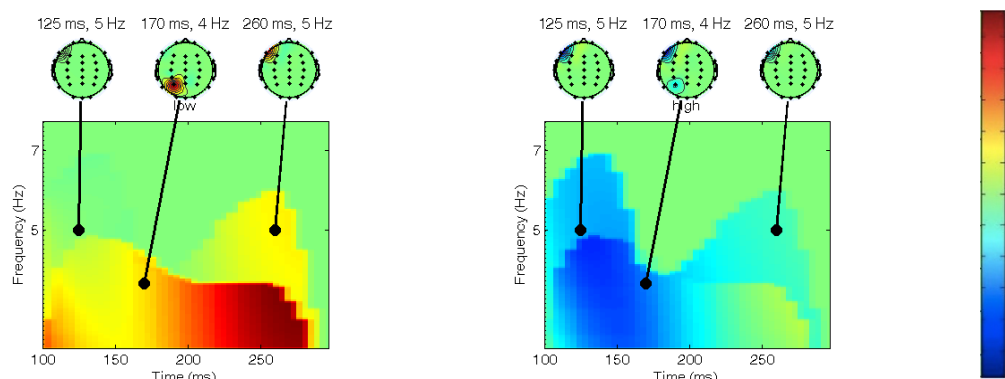 125 ms, 5 Hz 170 ms, 4 Hz 260 ms, 5 Hz
low
7
5
Frequency (Hz)
100 150 200 250
Time (ms)
125 ms, 5 Hz 170 ms, 4 Hz 260 ms, 5 Hz
high
7
5
Frequency (Hz)
100 150 200 250
Time (ms)